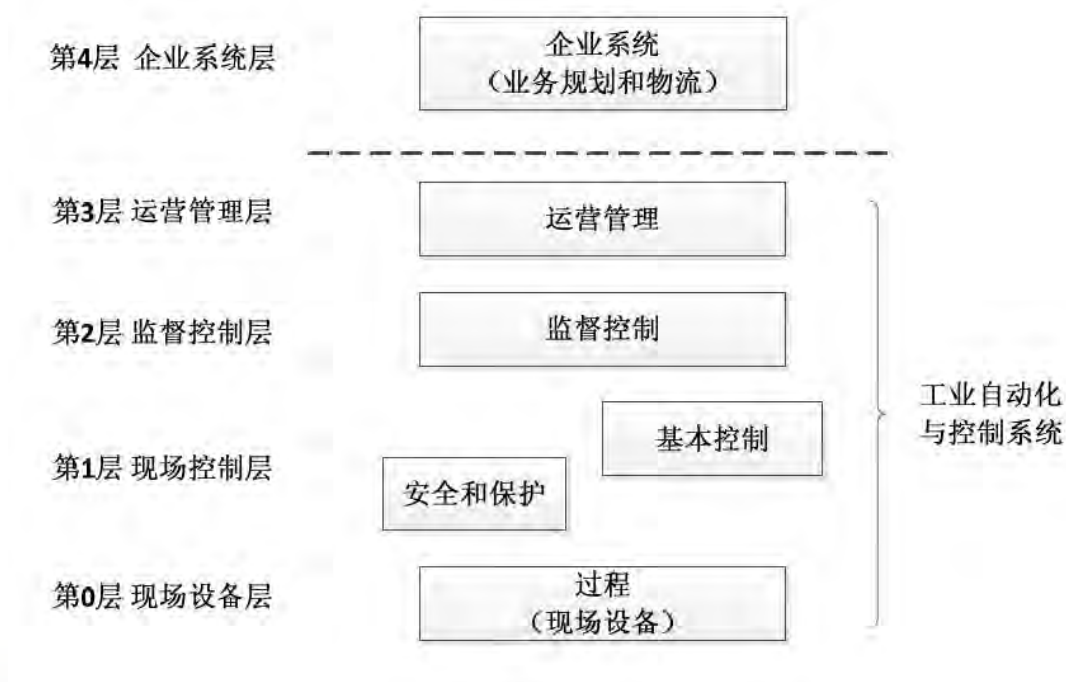 第4层 企业系统层
企业系统
（业务规划和物流）
第3层 运营管理层
运营管理
第2层 监督控制层
监督控制
第1层 现场控制层
基本控制
安全和保护
第0层 现场设备层
过程
（现场设备）
工业自动化
与控制系统